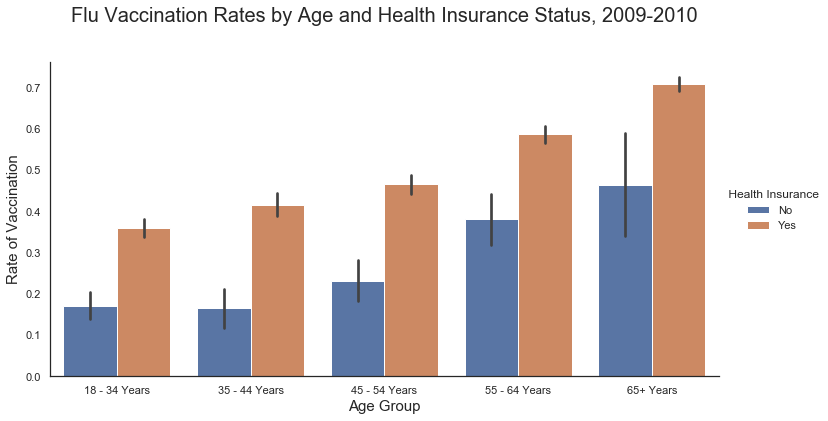 Flu Vaccination Rates by Age and Health Insurance Status, 2009-2010
Rate of Vaccination
0.7
0.6
0.5
0.4
0.3
0.2
0.1
0.0
18 - 34 Years
35 - 44 Years
45 - 54 Years
55 - 64 Years
65+ Years
Age Group
Health Insurance
No
Yes